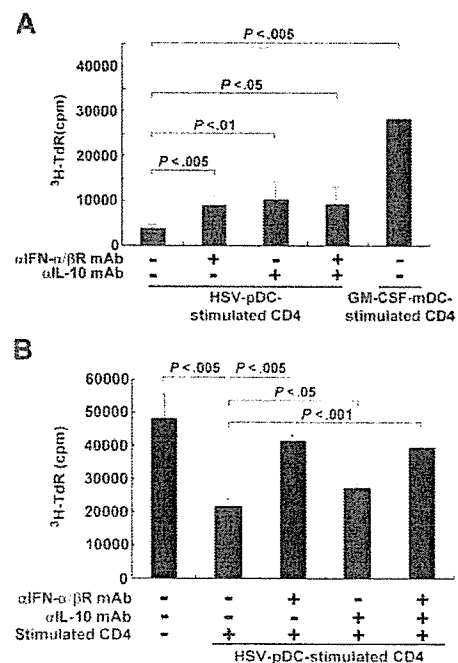 A
P <.005
50000
40000
30000
20000
10000
0
³H-TdR(cpm)
P <.05
P <.01
P <.005
αIFN-α/βR mAb - + - + -
αIL-10 mAb - - + + -
HSV-pDC- GM-CSF-mDC-
stimulated CD4 stimulated CD4
B
P <.005 P <.005
P <.05
P <.001
60000
50000
40000
30000
20000
10000
0
³H-TdR (cpm)
αIFN-α/βR mAb - - + - +
αIL-10 mAb - - - + +
Stimulated CD4 - + + + +
HSV-pDC-stimulated CD4